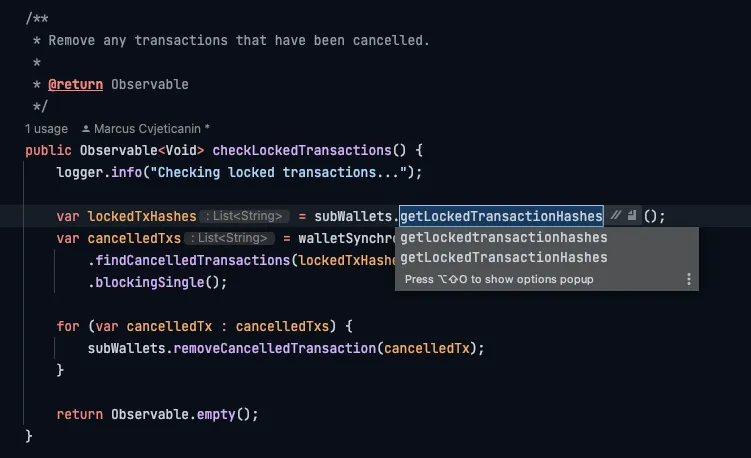 /**
 * Remove any transactions that have been cancelled.
 *
 * @return Observable
 */
1 usage Marcus Cvjeticanin *
public Observable<Void> checkLockedTransactions() {
logger.info("Checking locked transactions...");
var lockedTxHashes : List<String> = subWallets.getLockedTransactionHashes();
var cancelledTxs : List<String> = walletSynchro
getlockedtransactionhashes
.findCancelledTransactions(lockedTxHashe
getLockedTransactionHashes
.blockingSingle();
Press ⌥⇧O to show options popup
for (var cancelledTx : cancelledTxs) {
subWallets.removeCancelledTransaction(cancelledTx);
}
return Observable.empty();
}